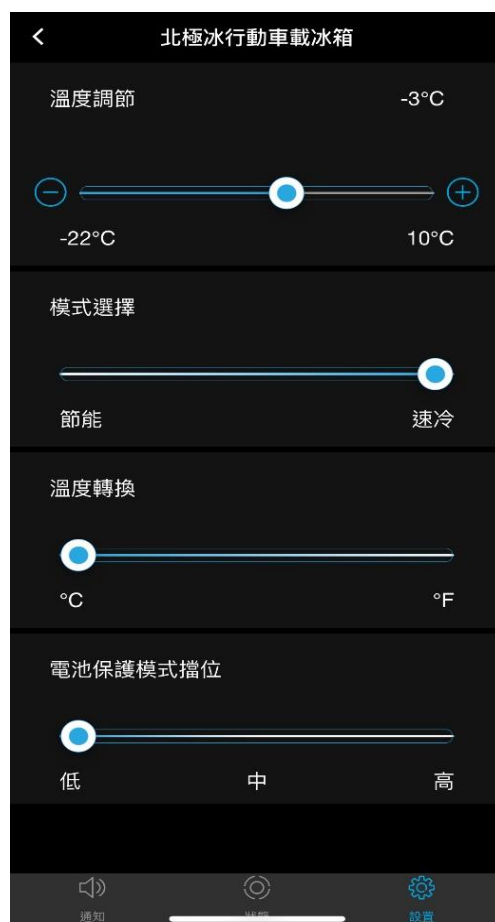 北極冰行動車載冰箱
溫度調節 -3°C
-22°C 10°C
模式選擇
節能 速冷
溫度轉換
°C °F
電池保護模式擋位
低 中 高
通知 狀態 設置